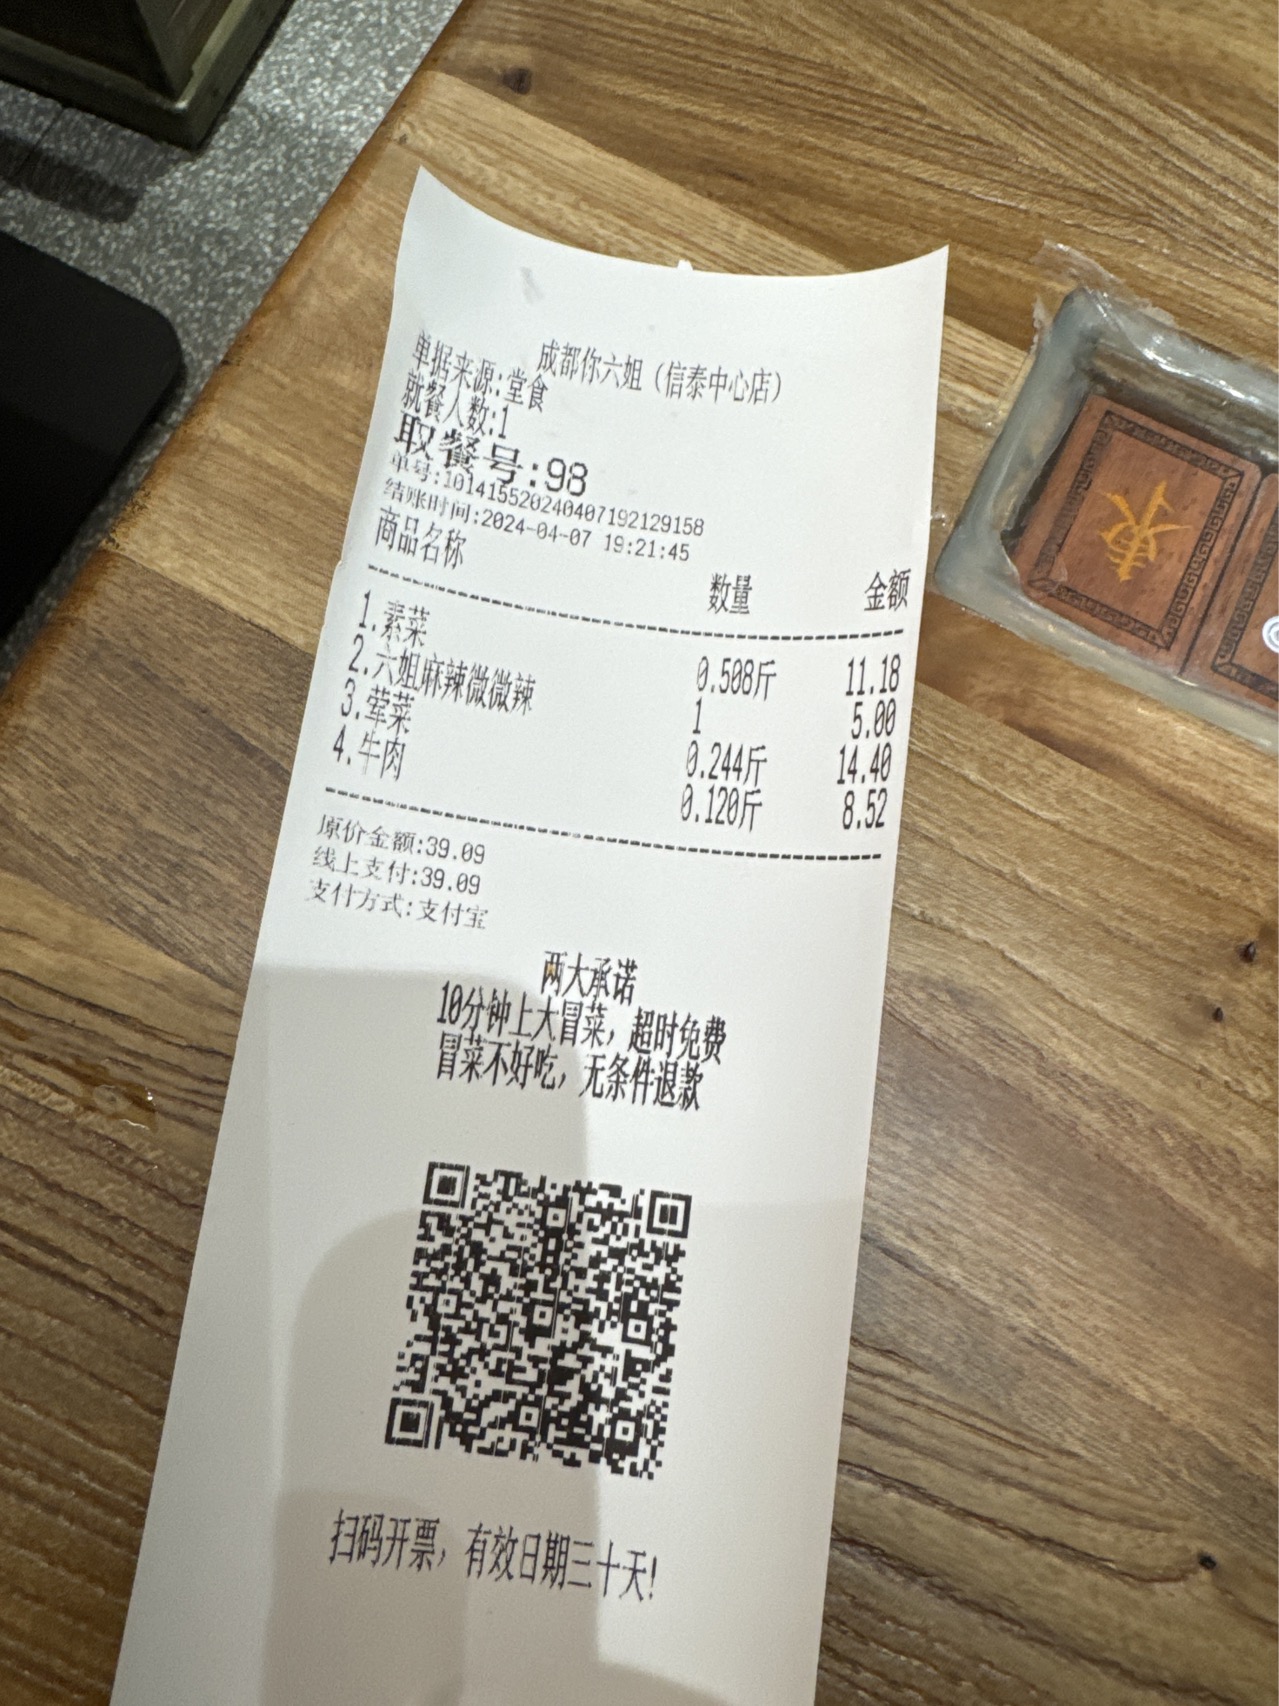 成都你六姐（信泰中心店）
单据来源:堂食
就餐人数:1
取餐号:98
单号:10141552024040719212​9158
结账时间:2024-04-07 19:21:45
商品名称 数量 金额
1.素菜 0.508斤 11.18
2.六姐麻辣微微辣 1 5.00
3.荤菜 0.244斤 14.40
4.牛肉 0.120斤 8.52
原价金额:39.09
线上支付:39.09
支付方式:支付宝
两大承诺
10分钟上大冒菜，超时免费
冒菜不好吃，无条件退款
扫码开票，有效日期三十天!